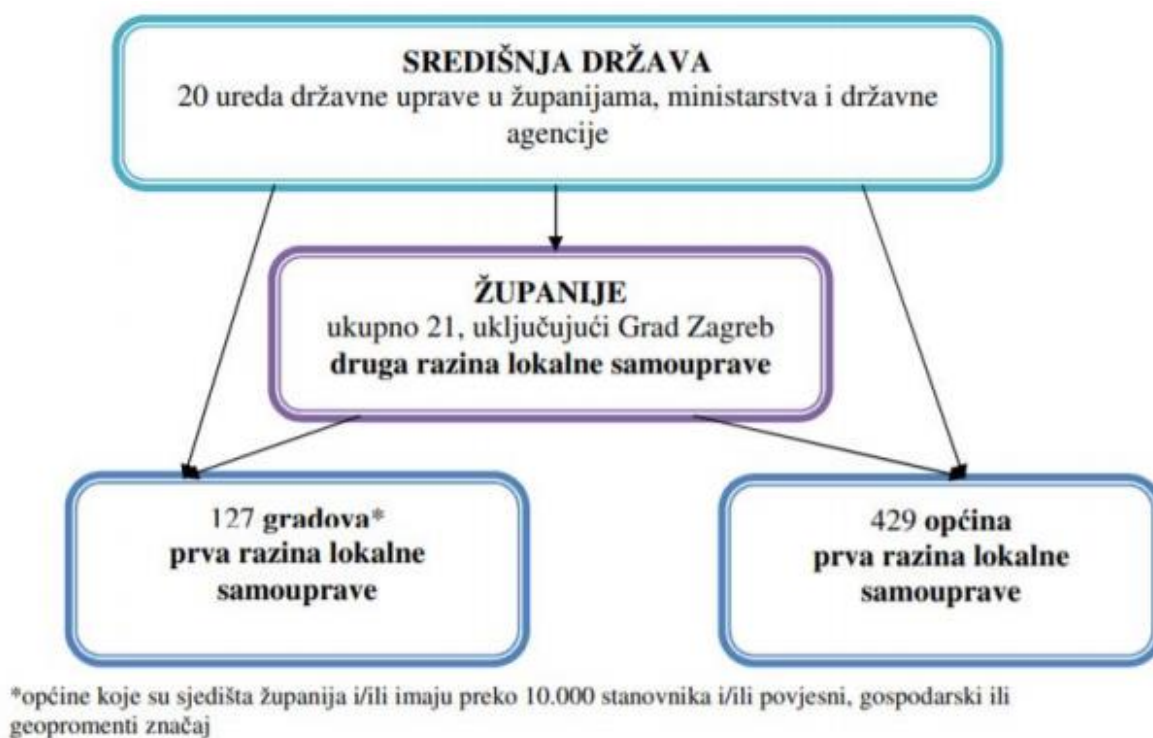 SREDIŠNJA DRŽAVA
20 ureda državne uprave u županijama, ministarstva i državne
agencije
ŽUPANIJE
ukupno 21, uključujući Grad Zagreb
druga razina lokalne samouprave
127 gradova*
prva razina lokalne
samouprave
429 općina
prva razina lokalne
samouprave
*općine koje su sjedišta županija i/ili imaju preko 10.000 stanovnika i/ili povjesni, gospodarski ili
geopromenti značaj